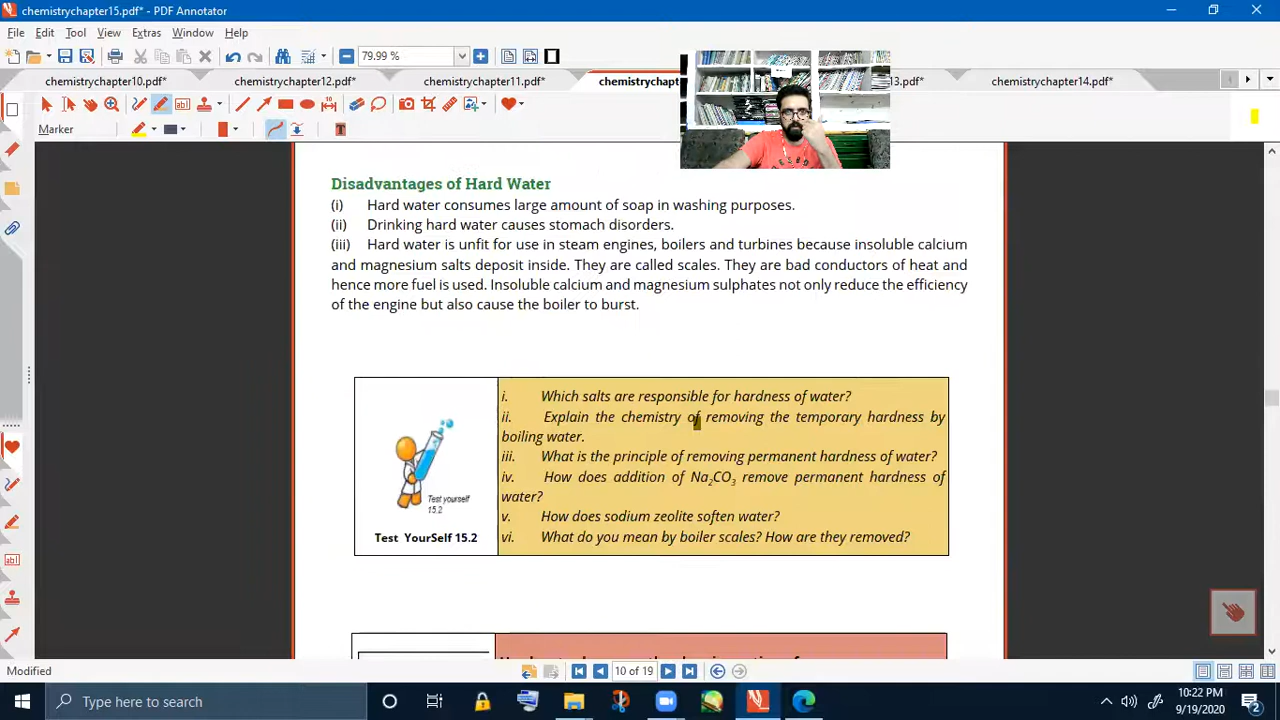 chemistrychapter15.pdf* - PDF Annotator
File Edit Tool Extras Window Help
79.99 %
chemistrychapter10.pdf* chemistrychapter12.pdf* chemistrychapter11.pdf* chemistrychap 13.pdf* chemistrychapter14.pdf*
Marker
Disadvantages of Hard Water
(i) Hard water consumes large amount of soap in washing purposes.
(ii) Drinking hard water causes stomach disorders.
(iii) Hard water is unfit for use in steam engines, boilers and turbines because insoluble calcium
and magnesium salts deposit inside. They are called scales. They are bad conductors of heat and
hence more fuel is used. Insoluble calcium and magnesium sulphates not only reduce the efficiency
of the engine but also cause the boiler to burst.
Test yourself
15.2
Test YourSelf 15.2
i. Which salts are responsible for hardness of water?
ii. Explain the chemistry of removing the temporary hardness by
boiling water.
iii. What is the principle of removing permanent hardness of water?
iv. How does addition of Na₂CO₃ remove permanent hardness of
water?
v. How does sodium zeolite soften water?
vi. What do you mean by boiler scales? How are they removed?
Modified
10 of 19
Type here to search
10:22 PM
9/19/2020
2